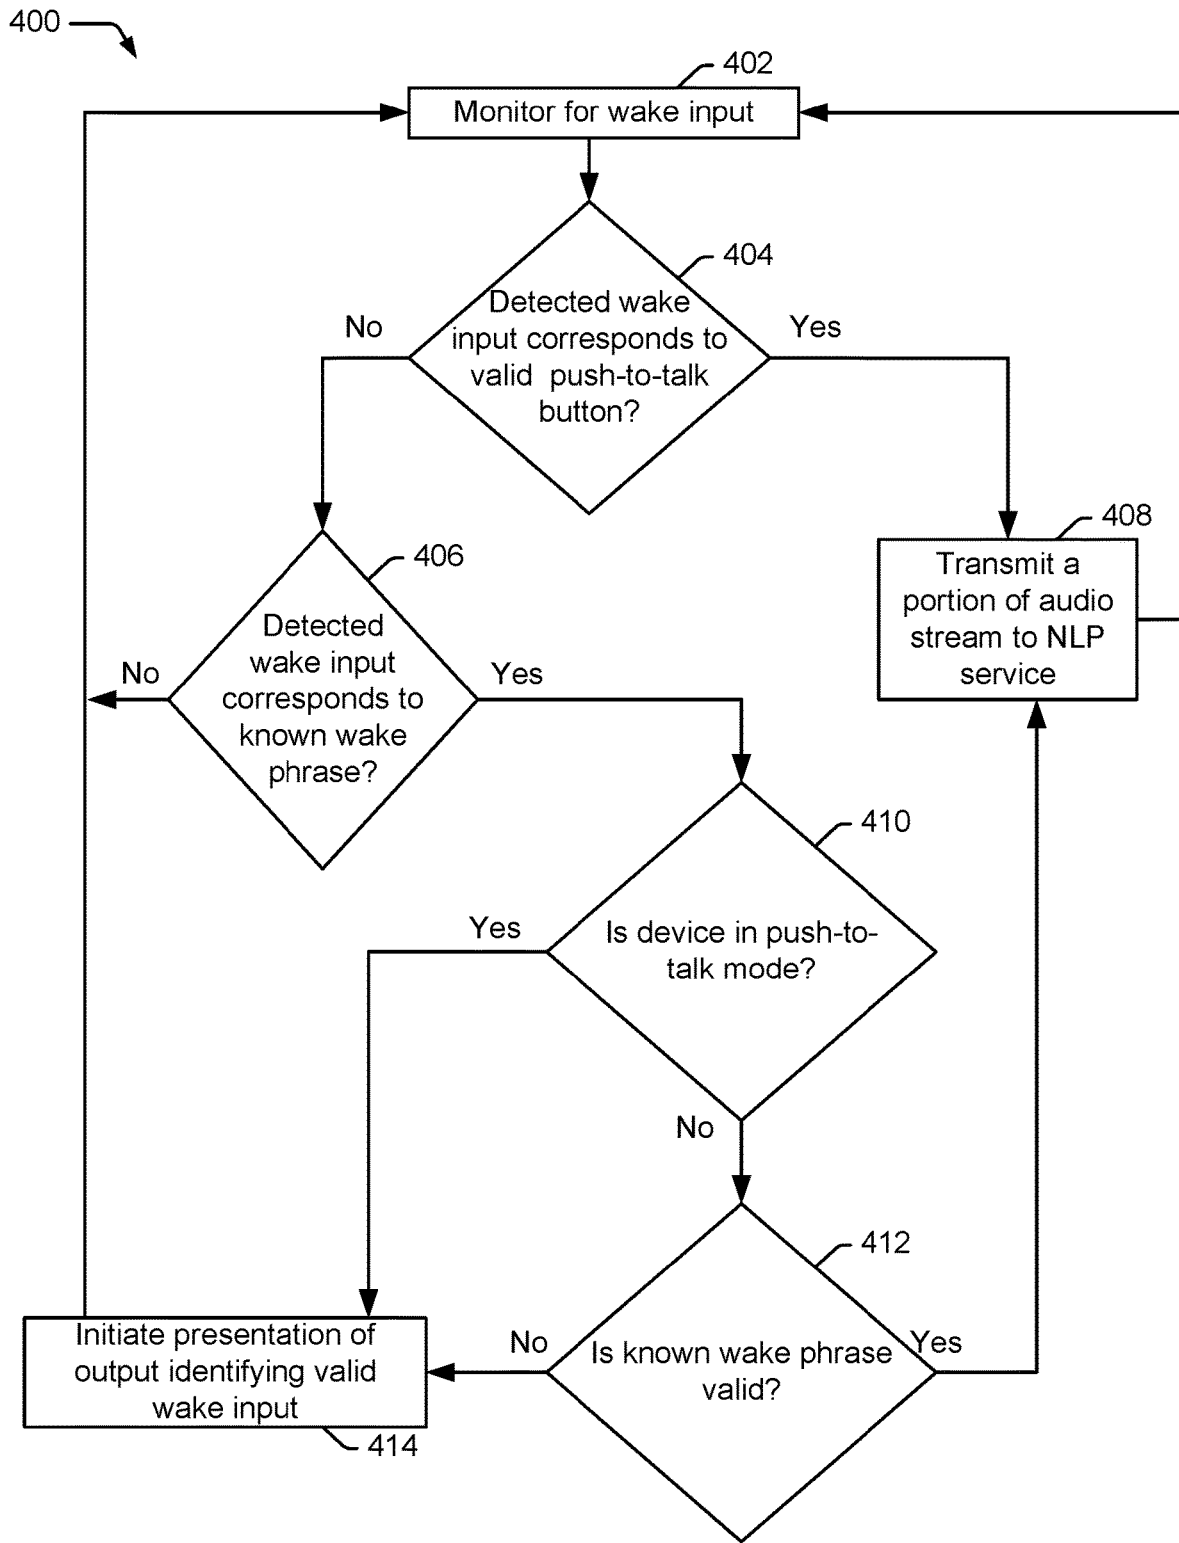 400
402
Monitor for wake input
404
Detected wake
input corresponds to
valid push-to-talk
button?
No
Yes
408
Transmit a
portion of audio
stream to NLP
service
406
Detected
wake input
corresponds to
known wake
phrase?
No
Yes
410
Is device in push-to-
talk mode?
Yes
No
412
Is known wake phrase
valid?
No
Yes
Initiate presentation of
output identifying valid
wake input
414